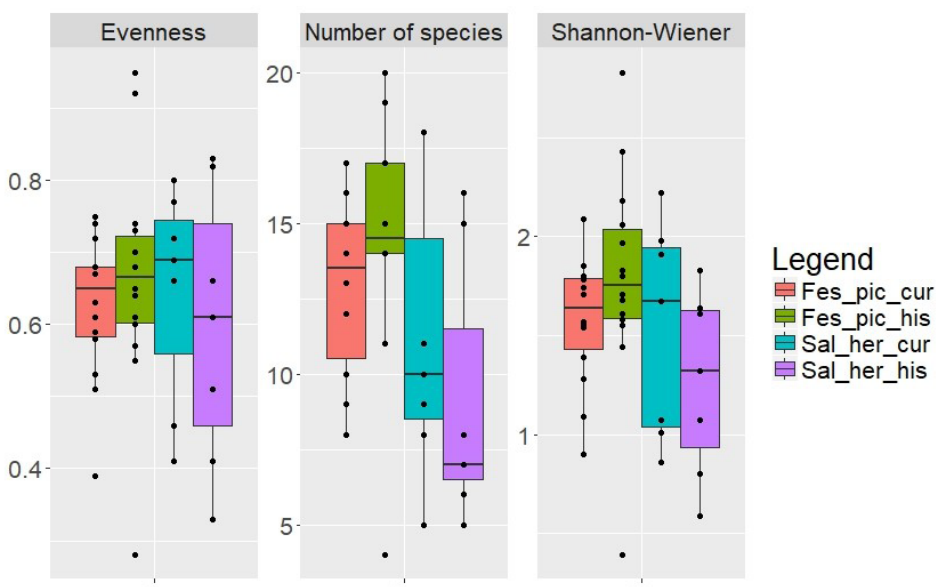 Evenness
0.8
0.6
0.4
Number of species
20
15
10
5
Shannon-Wiener
2
1
Legend
Fes_pic_cur
Fes_pic_his
Sal_her_cur
Sal_her_his